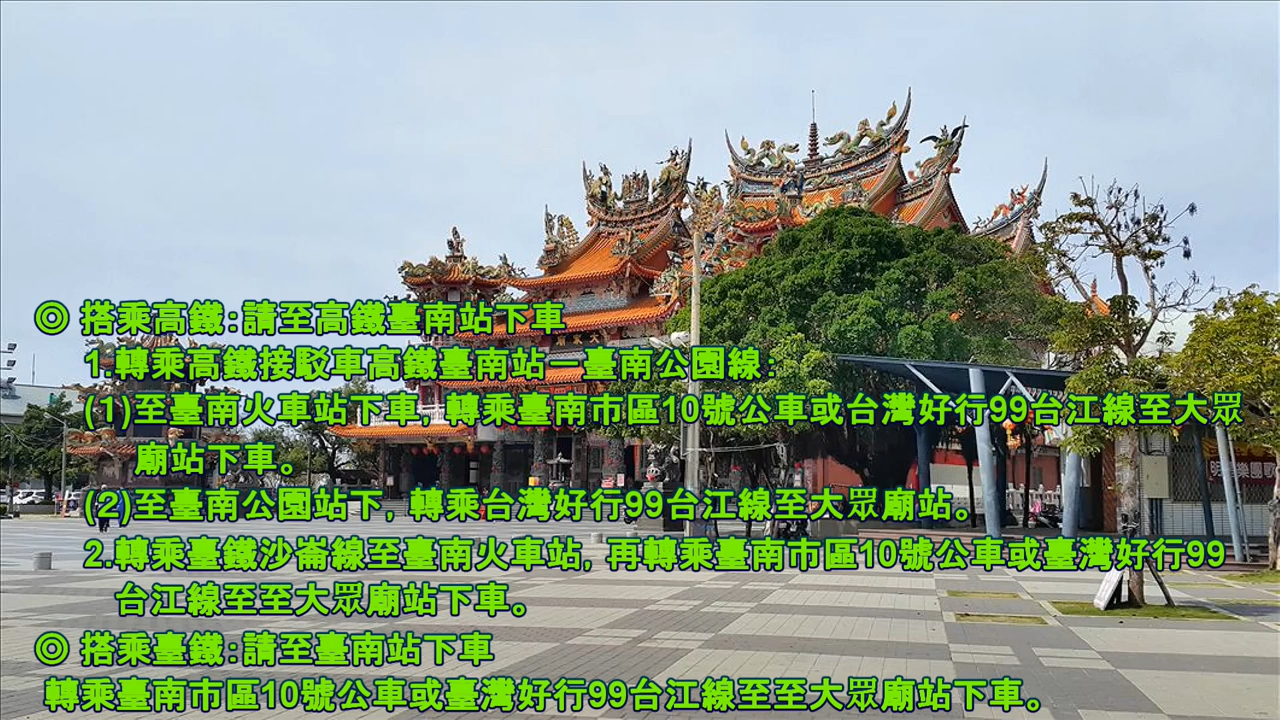 大眾廟
◎ 搭乘高鐵:請至高鐵臺南站下車
1.轉乘高鐵接駁車高鐵臺南站－臺南公園線:
(1)至臺南火車站下車, 轉乘臺南市區10號公車或台灣好行99台江線至大眾
廟站下車。
(2)至臺南公園站下, 轉乘台灣好行99台江線至大眾廟站。
2.轉乘臺鐵沙崙線至臺南火車站, 再轉乘臺南市區10號公車或臺灣好行99
台江線至至大眾廟站下車。
◎ 搭乘臺鐵:請至臺南站下車
轉乘臺南市區10號公車或臺灣好行99台江線至至大眾廟站下車。